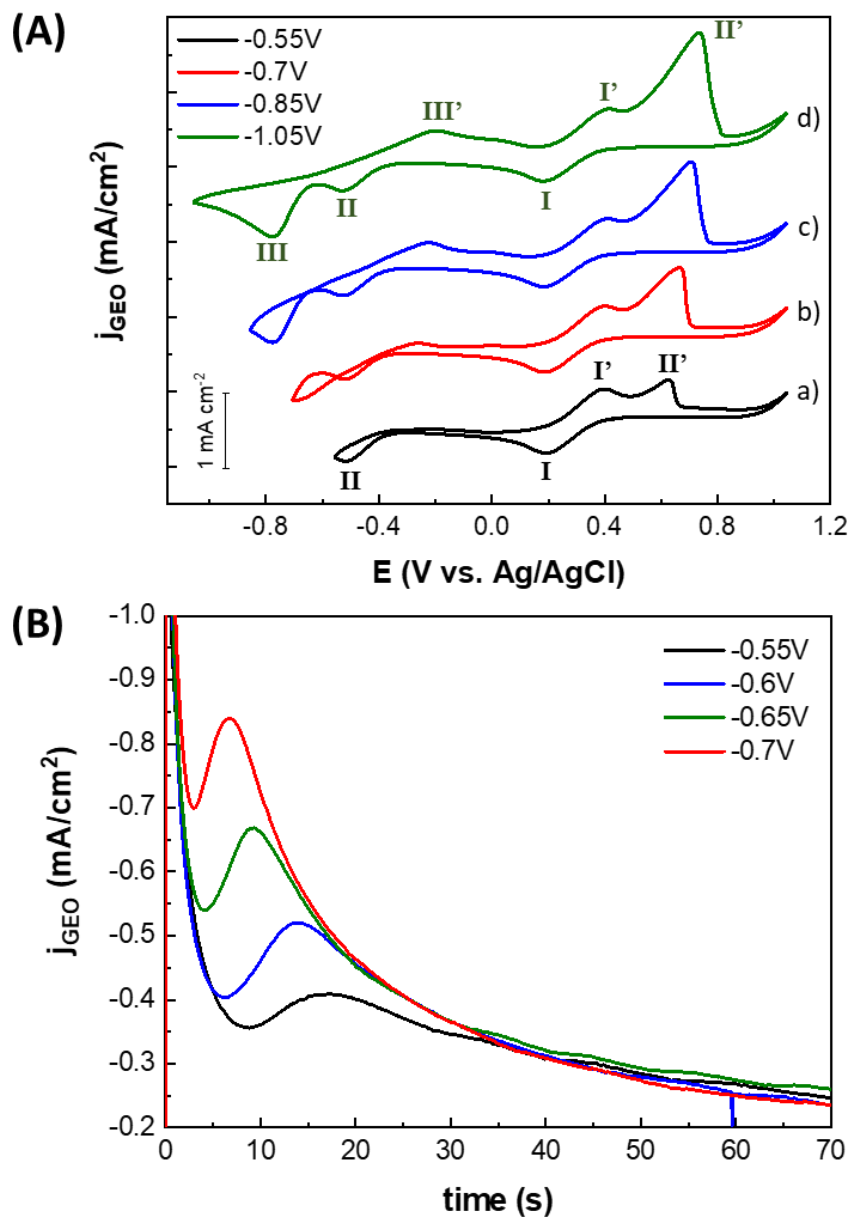 (A)
-0.55V
-0.7V
-0.85V
-1.05V
II’
I’
III’
d)
II
I
III
c)
b)
I’
II’
a)
1 mA cm-2
II
I
jGEO (mA/cm2)
-0.8
-0.4
0.0
0.4
0.8
1.2
E (V vs. Ag/AgCl)
(B)
-1.0
-0.9
-0.8
-0.7
-0.6
-0.5
-0.4
-0.3
-0.2
-0.55V
-0.6V
-0.65V
-0.7V
jGEO (mA/cm2)
0
10
20
30
40
50
60
70
time (s)